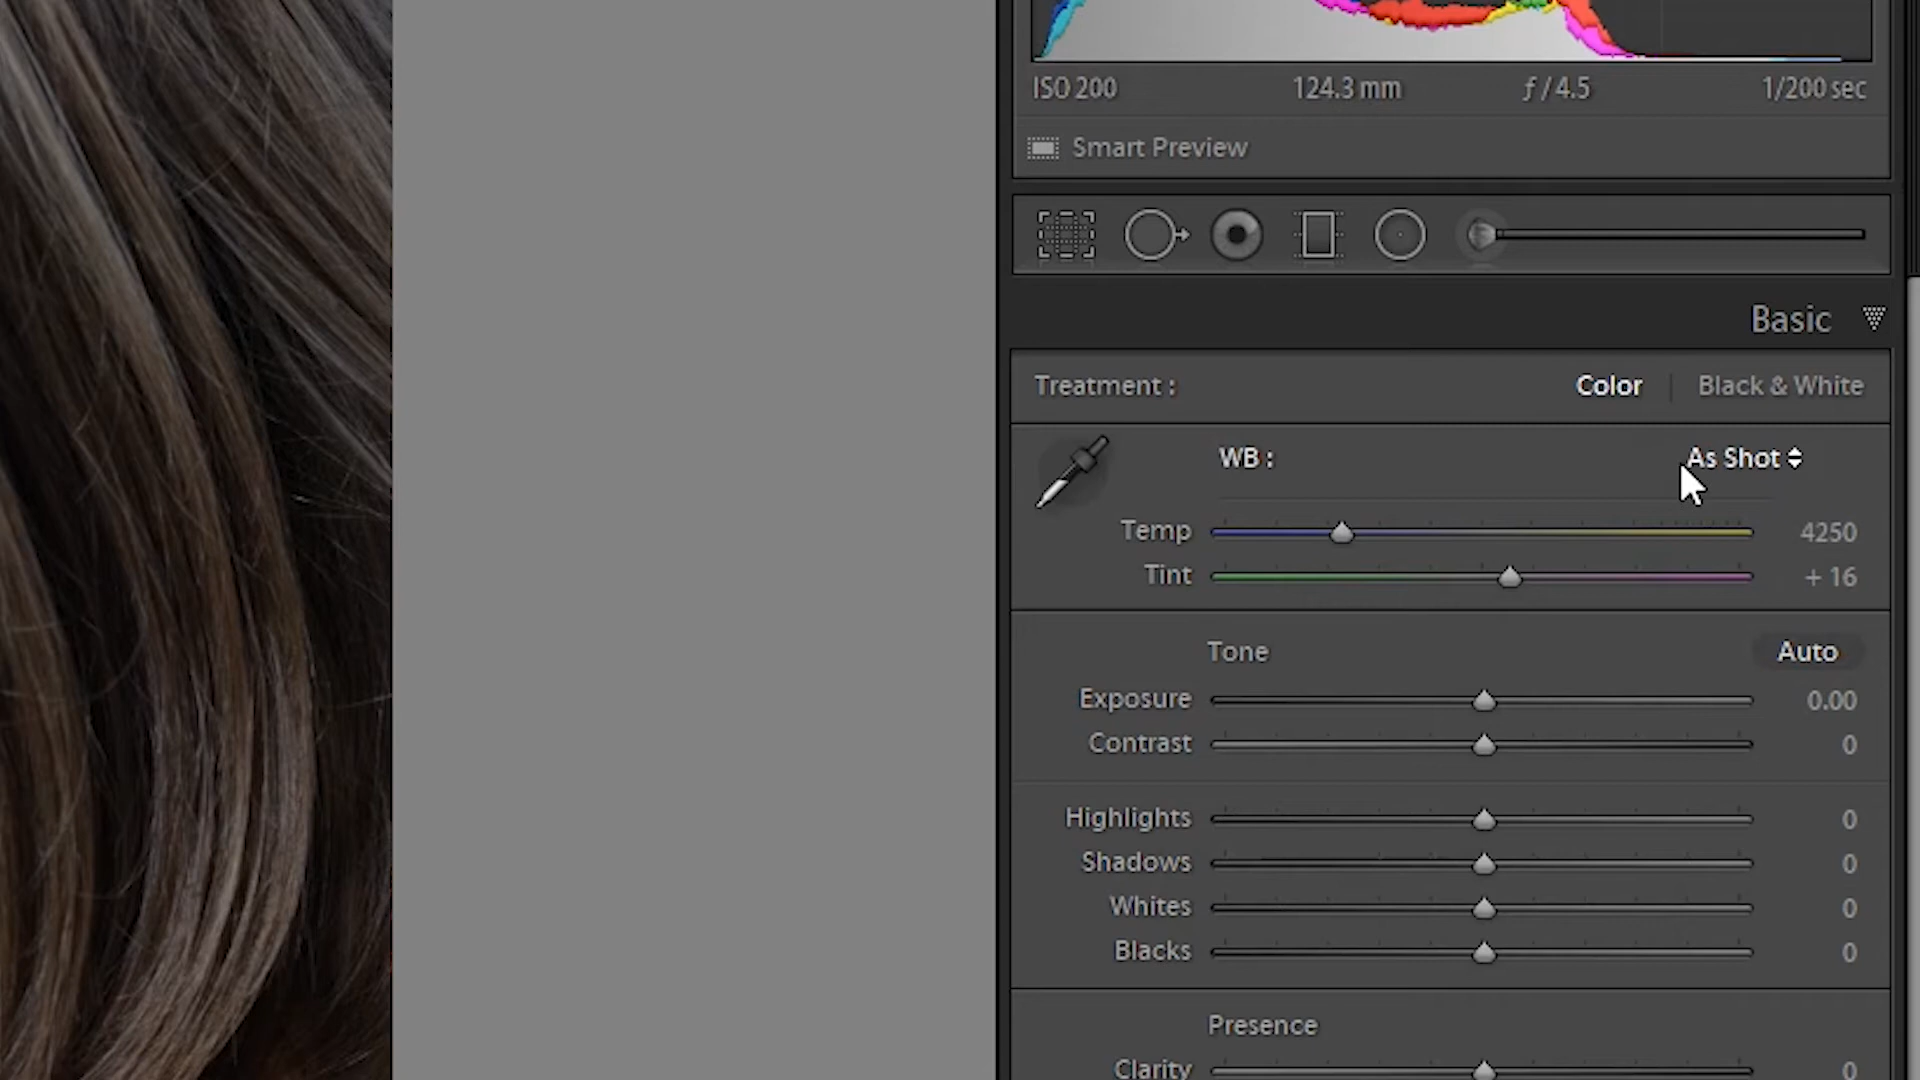 ISO 200 124.3 mm ƒ / 4.5 1/200 sec
Smart Preview
Basic
Treatment : Color Black & White
WB : As Shot
Temp 4250
Tint + 16
Tone Auto
Exposure 0.00
Contrast 0
Highlights 0
Shadows 0
Whites 0
Blacks 0
Presence
Clarity 0